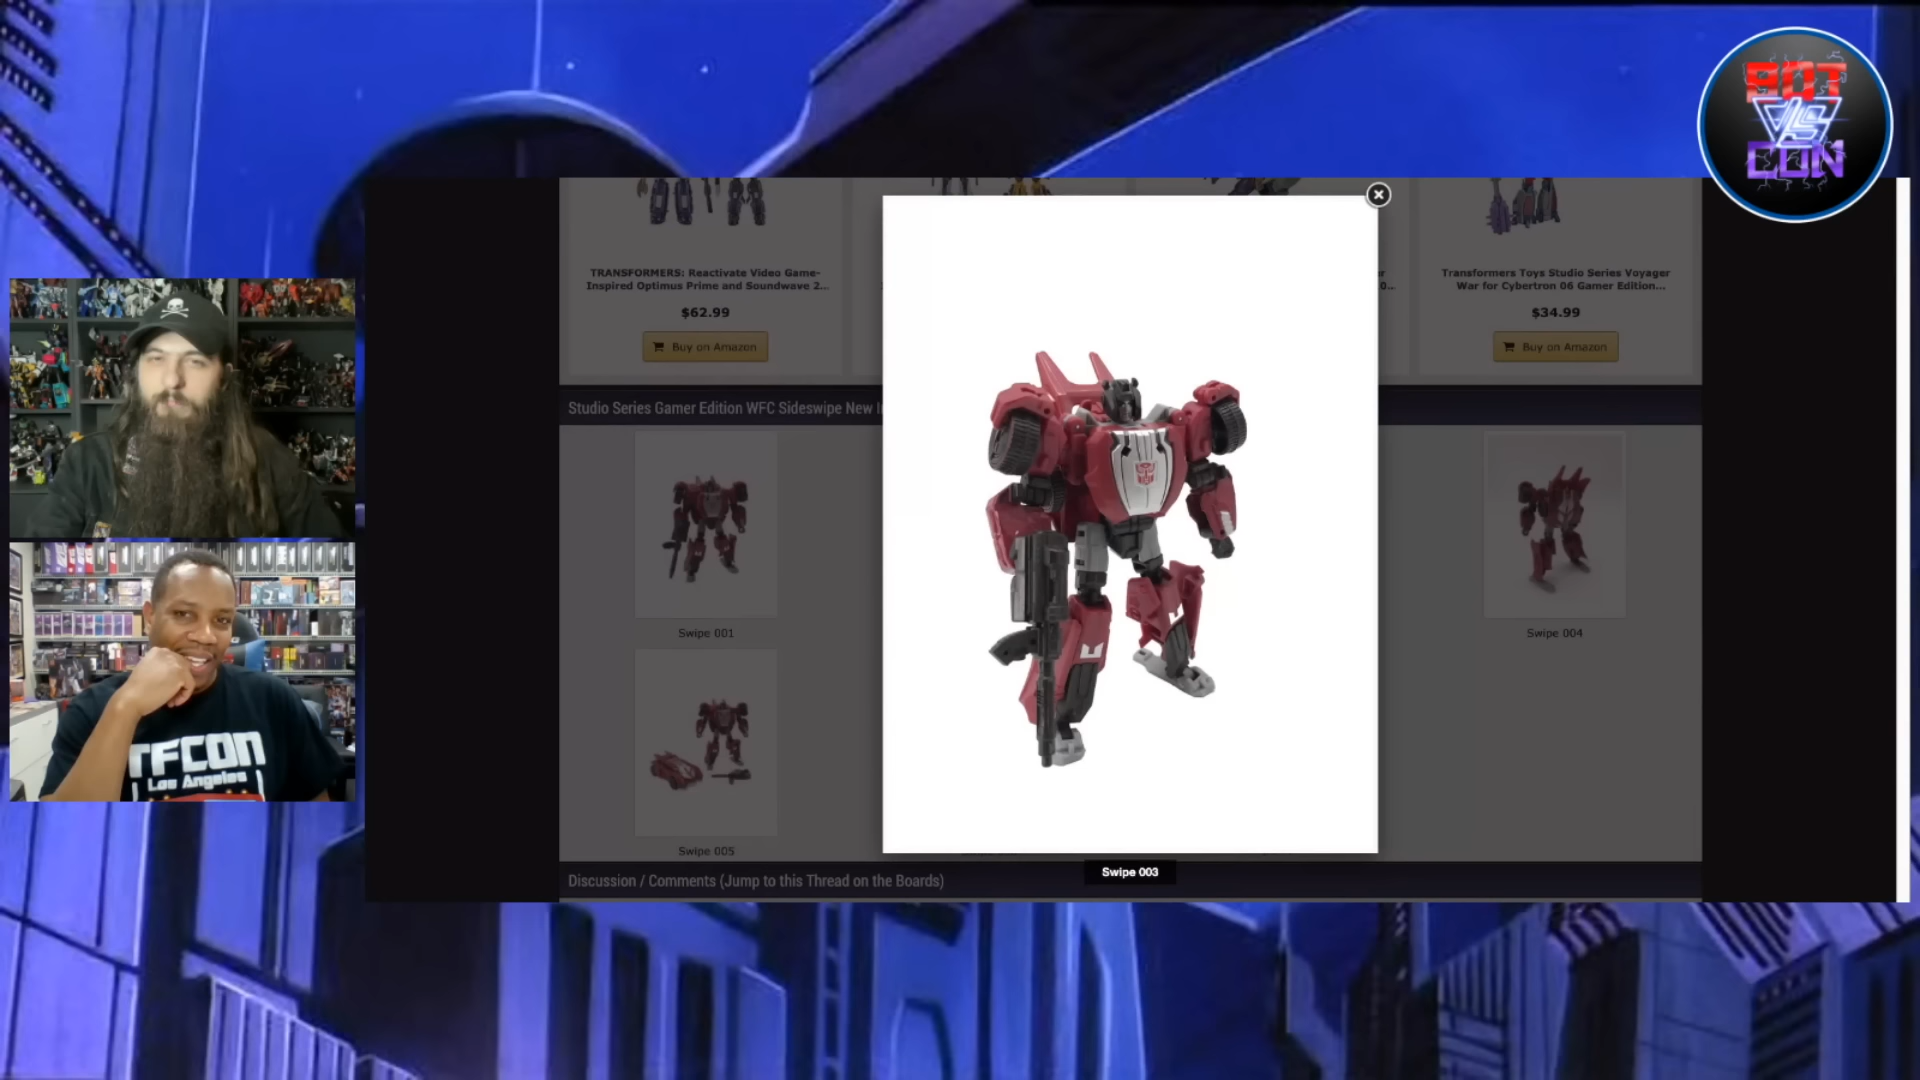 BOT
VS
CON
TRANSFORMERS: Reactivate Video Game-
Inspired Optimus Prime and Soundwave 2...
$62.99
Buy on Amazon
Transformers Toys Studio Series Voyager
War for Cybertron 06 Gamer Edition...
$34.99
Buy on Amazon
Studio Series Gamer Edition WFC Sideswipe New
Swipe 001
Swipe 004
Swipe 005
Swipe 003
Discussion / Comments (Jump to this Thread on the Boards)
TFCON
Los Angeles